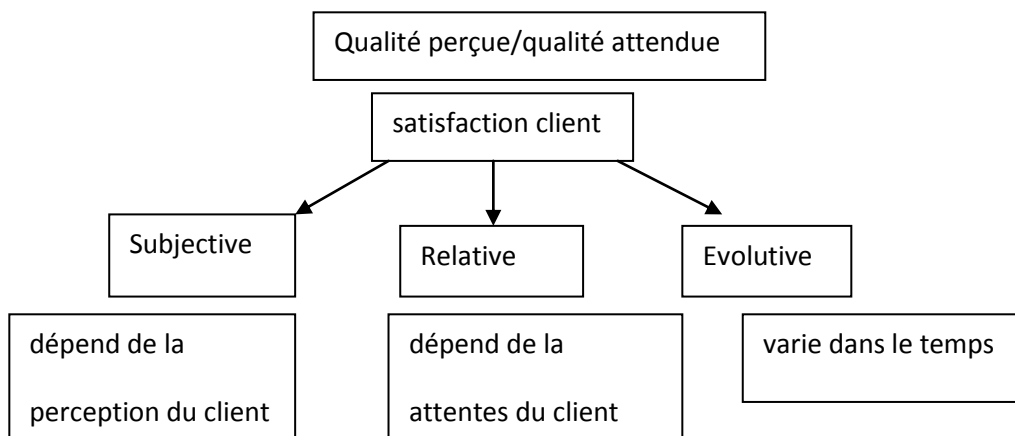 Qualité perçue/qualité attendue
satisfaction client
Subjective
Relative
Evolutive
dépend de la
perception du client
dépend de la
attentes du client
varie dans le temps